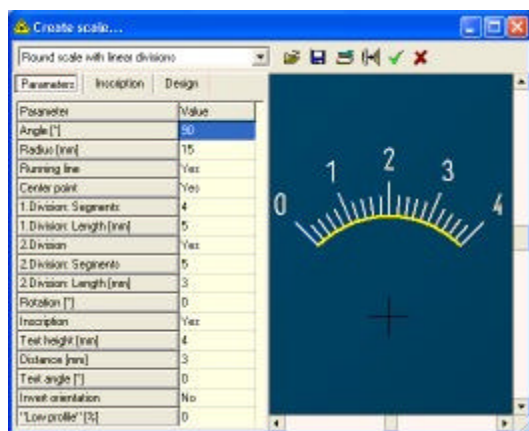 Create scale...
Round scale with linear divisions
Parameters Inscription Design
Parameter Value
Angle [°] 90
Radius [mm] 15
Running line Yes
Center point Yes
1.Division: Segments 4
1.Division: Length [mm] 5
2.Division Yes
2.Division: Segments 5
2.Division: Length [mm] 3
Rotation [°] 0
Inscription Yes
Text height [mm] 4
Distance [mm] 3
Text angle [°] 0
Invert orientation No
"Low profile" [%] 0
0 1 2 3 4